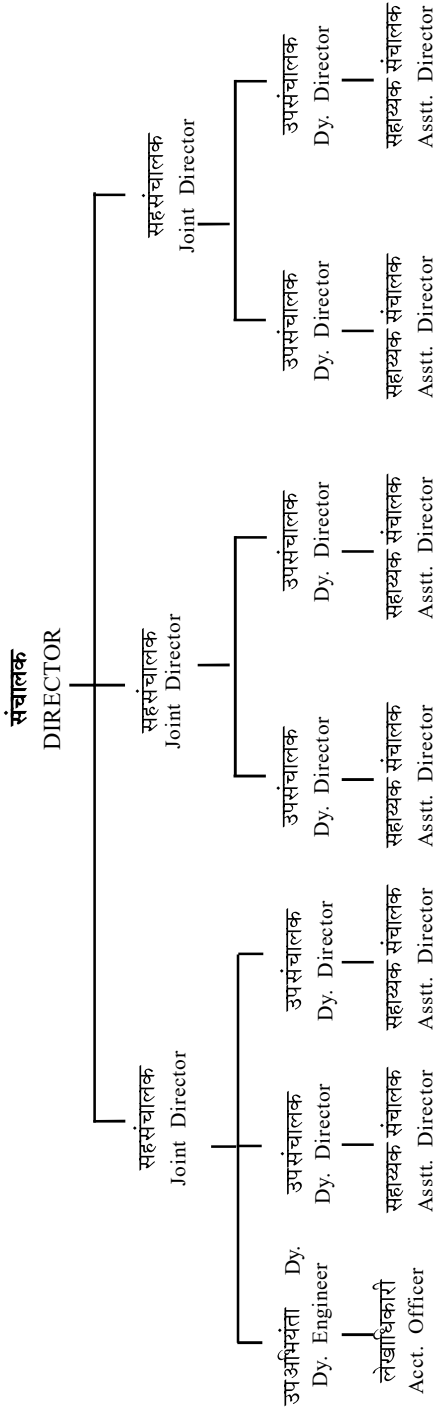 संचालक
DIRECTOR
सहसंचालक
Joint Director
सहसंचालक
Joint Director
सहसंचालक
Joint Director
उपअभियंता Dy.
Dy. Engineer
उपसंचालक
Dy. Director
उपसंचालक
Dy. Director
उपसंचालक
Dy. Director
उपसंचालक
Dy. Director
उपसंचालक
Dy. Director
उपसंचालक
Dy. Director
लेखाधिकारी
Acct. Officer
सहाय्यक संचालक
Asstt. Director
सहाय्यक संचालक
Asstt. Director
सहाय्यक संचालक
Asstt. Director
सहाय्यक संचालक
Asstt. Director
सहाय्यक संचालक
Asstt. Director
सहाय्यक संचालक
Asstt. Director